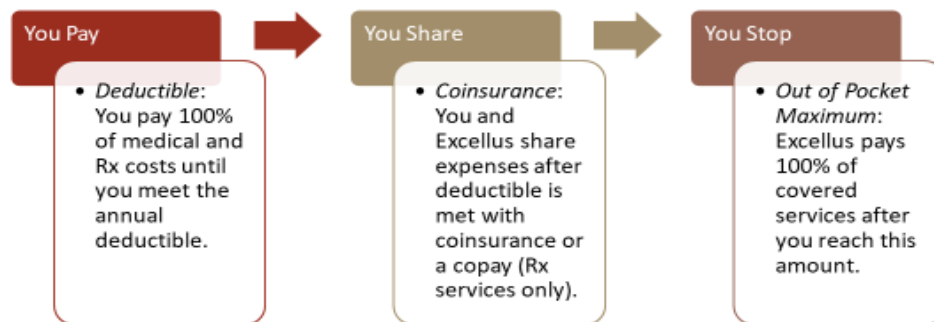 You Pay
• Deductible:
You pay 100%
of medical and
Rx costs until
you meet the
annual
deductible.
You Share
• Coinsurance:
You and
Excellus share
expenses after
deductible is
met with
coinsurance or
a copay (Rx
services only).
You Stop
• Out of Pocket
Maximum:
Excellus pays
100% of
covered
services after
you reach this
amount.